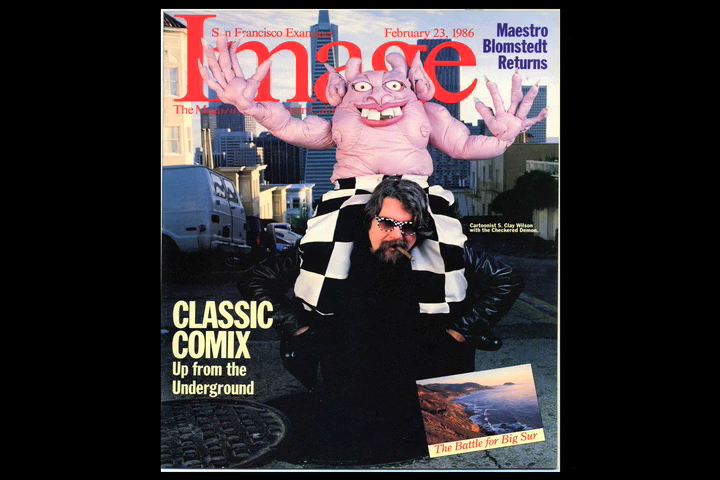 San Francisco Examiner
February 23, 1986
Image
Maestro
Blomstedt
Returns
Cartoonist S. Clay Wilson
with the Checkered Demon.
CLASSIC
COMIX
Up from the
Underground
The Battle for Big Sur